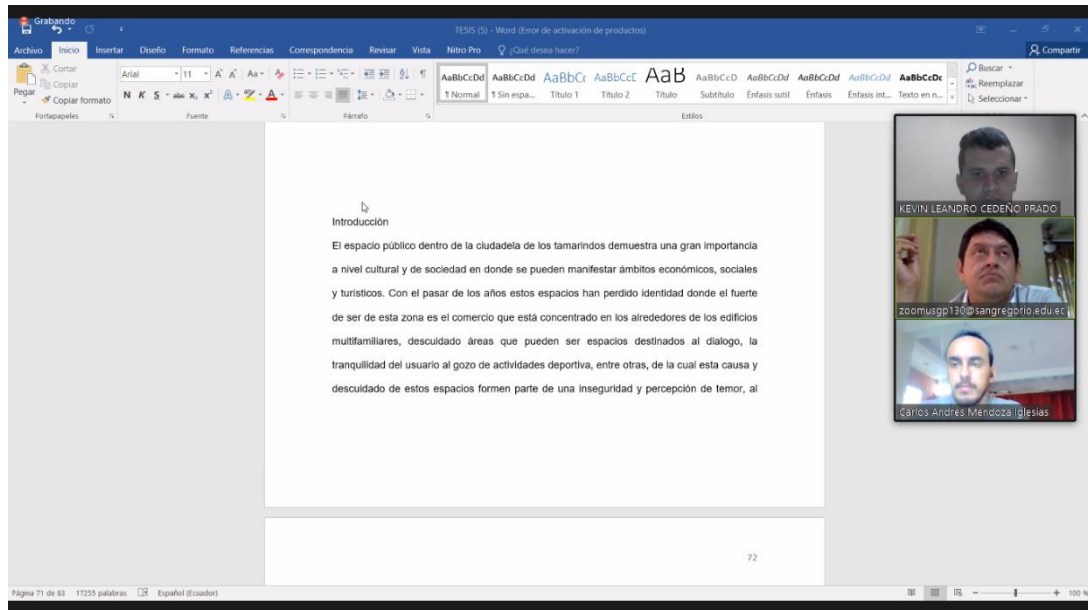 Grabando
TESIS (5) - Word (Error de activación de productos)
Archivo Inicio Insertar Diseño Formato Referencias Correspondencia Revisar Vista Nitro Pro ¿Qué desea hacer? Compartir
Pegar
Cortar
Copiar
Copiar formato
Portapapeles
Arial 11
N K S abc x₂ x²
Fuente
Párrafo
AaBbCcDd AaBbCcDd AaBbCc AaBbCcE AaB AaBbCcD AaBbCcDd AaBbCcDd AaBbCcDd AaBbCcDc
¶ Normal ¶ Sin espa... Título 1 Título 2 Título Subtítulo Énfasis sutil Énfasis Énfasis int... Texto en n...
Estilos
Buscar
Reemplazar
Seleccionar
Introducción
El espacio público dentro de la ciudadela de los tamarindos demuestra una gran importancia
a nivel cultural y de sociedad en donde se pueden manifestar ámbitos económicos, sociales
y turísticos. Con el pasar de los años estos espacios han perdido identidad donde el fuerte
de ser de esta zona es el comercio que está concentrado en los alrededores de los edificios
multifamiliares, descuidado áreas que pueden ser espacios destinados al dialogo, la
tranquilidad del usuario al gozo de actividades deportiva, entre otras, de la cual esta causa y
descuidado de estos espacios formen parte de una inseguridad y percepción de temor, al
72
KEVIN LEANDRO CEDEÑO PRADO
zoomusgp130@sangregorio.edu.ec
Carlos Andres Mendoza Iglesias
Página 71 de 83 17255 palabras Español (Ecuador) 100 %